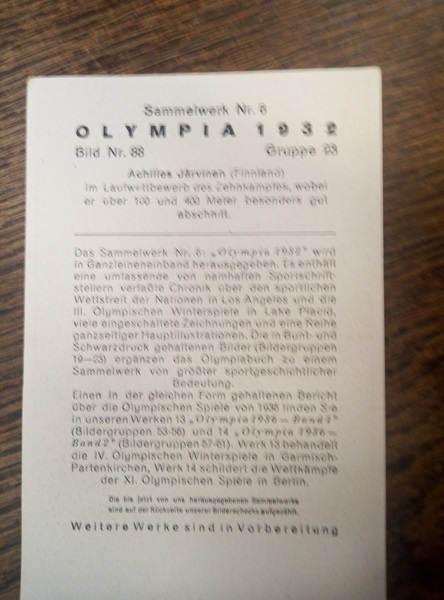 Sammelwerk Nr. 6
OLYMPIA 1932
Bild Nr. 88 Gruppe 23
Achilles Järvinen (Finnland)
im Laufwettbewerb des Zehnkampfes, wobei
er über 100 und 400 Meter besonders gut
abschnitt.
Das Sammelwerk Nr. 6: „Olympia 1932“ wird
in Ganzleineneinband herausgegeben. Es enthält
eine umfassende von namhaften Sportschrift-
stellern verfaßte Chronik über den sportlichen
Wettstreit der Nationen in Los Angeles und die
III. Olympischen Winterspiele in Lake Placid,
viele eingeschaltete Zeichnungen und eine Reihe
ganzseitiger Hauptillustrationen. Die in Bunt- und
Schwarzdruck gehaltenen Bilder (Bildergruppen
19—23) ergänzen das Olympiabuch zu einem
Sammelwerk von größter sportgeschichtlicher
Bedeutung.
Einen in der gleichen Form gehaltenen Bericht
über die Olympischen Spiele von 1936 finden Sie
in unseren Werken 13 „Olympia 1936 — Band 1“
(Bildergruppen 53-56) und 14 „Olympia 1936 —
Band 2“ (Bildergruppen 57-61). Werk 13 behandelt
die IV. Olympischen Winterspiele in Garmisch-
Partenkirchen, Werk 14 schildert die Wettkämpfe
der XI. Olympischen Spiele in Berlin.
Die bis jetzt von uns herausgegebenen Sammelwerke
sind auf der Rückseite unserer Bilderschecks aufgezählt.
Weitere Werke sind in Vorbereitung